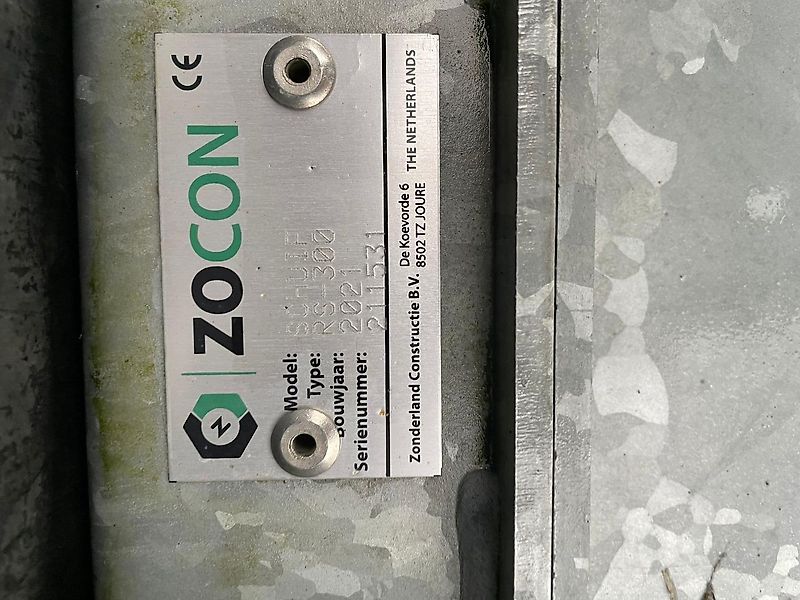 CE
ZOCON
Model: SCHUIF
Type: RS-300
Bouwjaar: 2021
Serienummer: 211531
Zonderland Constructie B.V.
De Koevorde 6
8502 TZ JOURE
THE NETHERLANDS